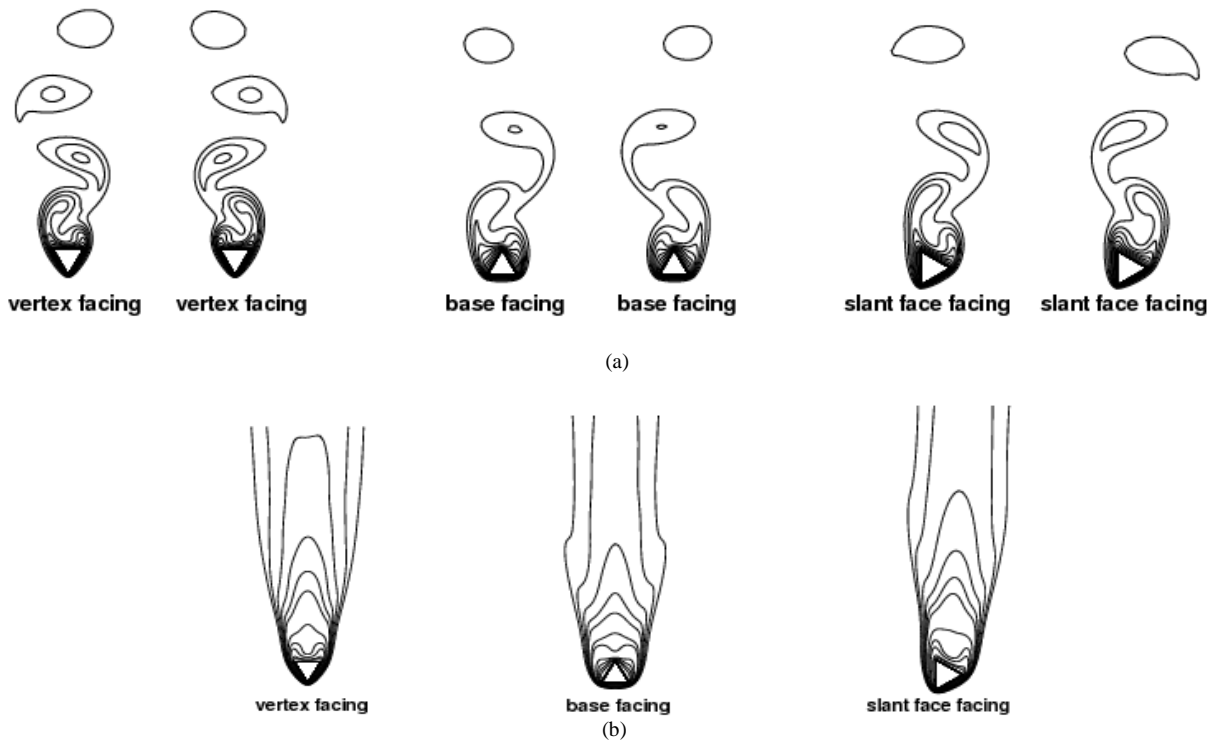 vertex facing vertex facing base facing base facing slant face facing slant face facing
(a)
vertex facing base facing slant face facing
(b)